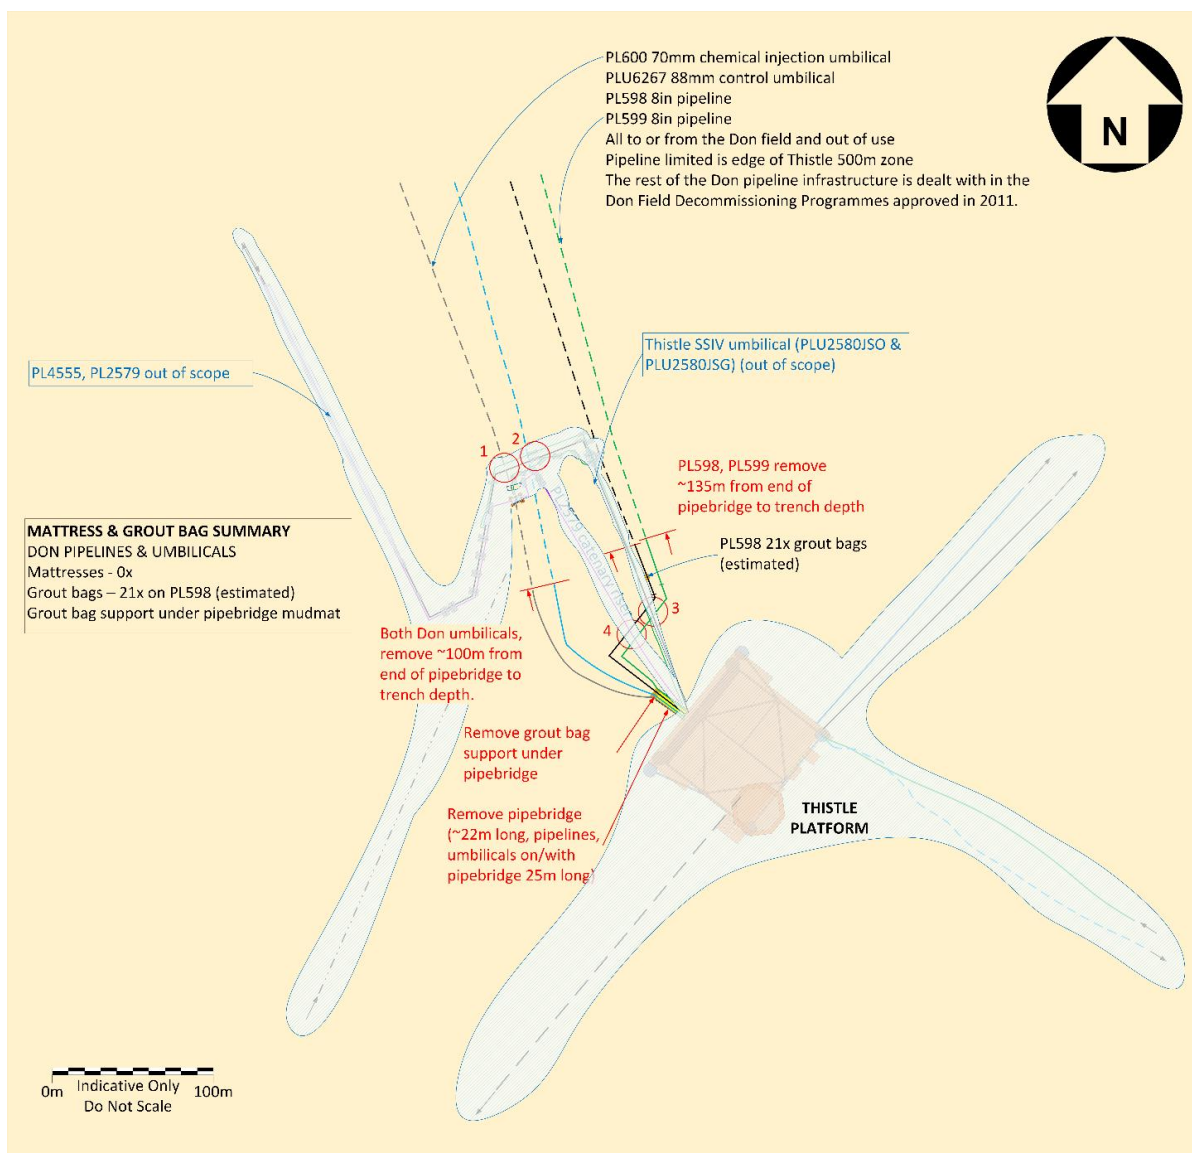 PL600 70mm chemical injection umbilical
PLU6267 88mm control umbilical
PL598 8in pipeline
PL599 8in pipeline
All to or from the Don field and out of use
Pipeline limited is edge of Thistle 500m zone
The rest of the Don pipeline infrastructure is dealt with in the
Don Field Decommissioning Programmes approved in 2011.
N
Thistle SSIV umbilical (PLU2580JSO &
PLU2580JSG) (out of scope)
PL4555, PL2579 out of scope
1
2
PL598, PL599 remove
~135m from end of
pipebridge to trench depth
PL2579 catenary riser
MATTRESS & GROUT BAG SUMMARY
DON PIPELINES & UMBILICALS
Mattresses - 0x
Grout bags – 21x on PL598 (estimated)
Grout bag support under pipebridge mudmat
PL598 21x grout bags
(estimated)
3
4
Both Don umbilicals,
remove ~100m from
end of pipebridge to
trench depth.
Remove grout bag
support under
pipebridge
Remove pipebridge
(~22m long, pipelines,
umbilicals on/with
pipebridge 25m long)
THISTLE
PLATFORM
0m
Indicative Only
100m
Do Not Scale